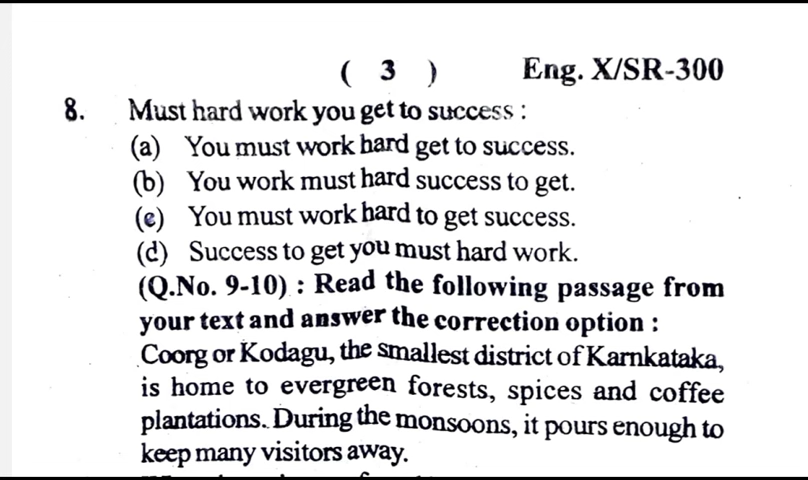 ( 3 ) Eng. X/SR-300
8. Must hard work you get to success :
(a) You must work hard get to success.
(b) You work must hard success to get.
(c) You must work hard to get success.
(d) Success to get you must hard work.
(Q.No. 9-10) : Read the following passage from
your text and answer the correction option :
Coorg or Kodagu, the smallest district of Karnkataka,
is home to evergreen forests, spices and coffee
plantations. During the monsoons, it pours enough to
keep many visitors away.